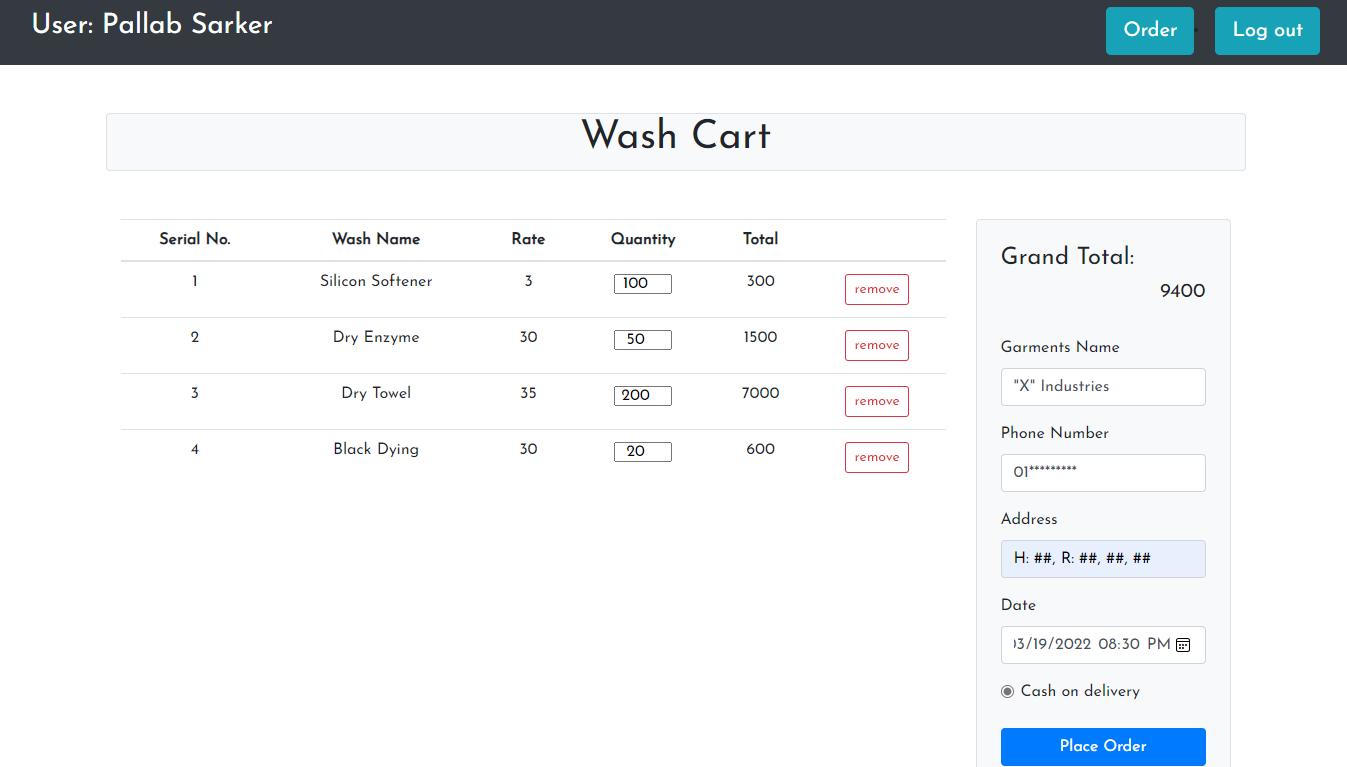 User: Pallab Sarker
Order
Log out
Wash Cart
Serial No. Wash Name Rate Quantity Total
1 Silicon Softener 3 100 300 remove
2 Dry Enzyme 30 50 1500 remove
3 Dry Towel 35 200 7000 remove
4 Black Dying 30 20 600 remove
Grand Total:
9400
Garments Name
"X" Industries
Phone Number
01*********
Address
H: ##, R: ##, ##, ##
Date
03/19/2022 08:30 PM
Cash on delivery
Place Order